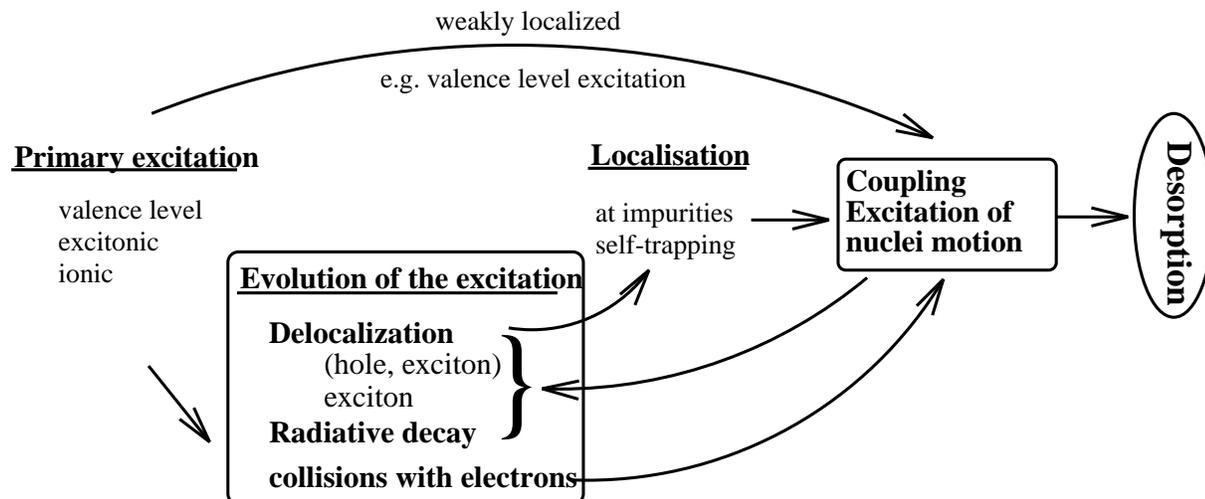 weakly localized
e.g. valence level excitation
Primary excitation
valence level
excitonic
ionic
Localisation
at impurities
self-trapping
Coupling
Excitation of
nuclei motion
Desorption
Evolution of the excitation
Delocalization
(hole, exciton)
exciton
Radiative decay
collisions with electrons